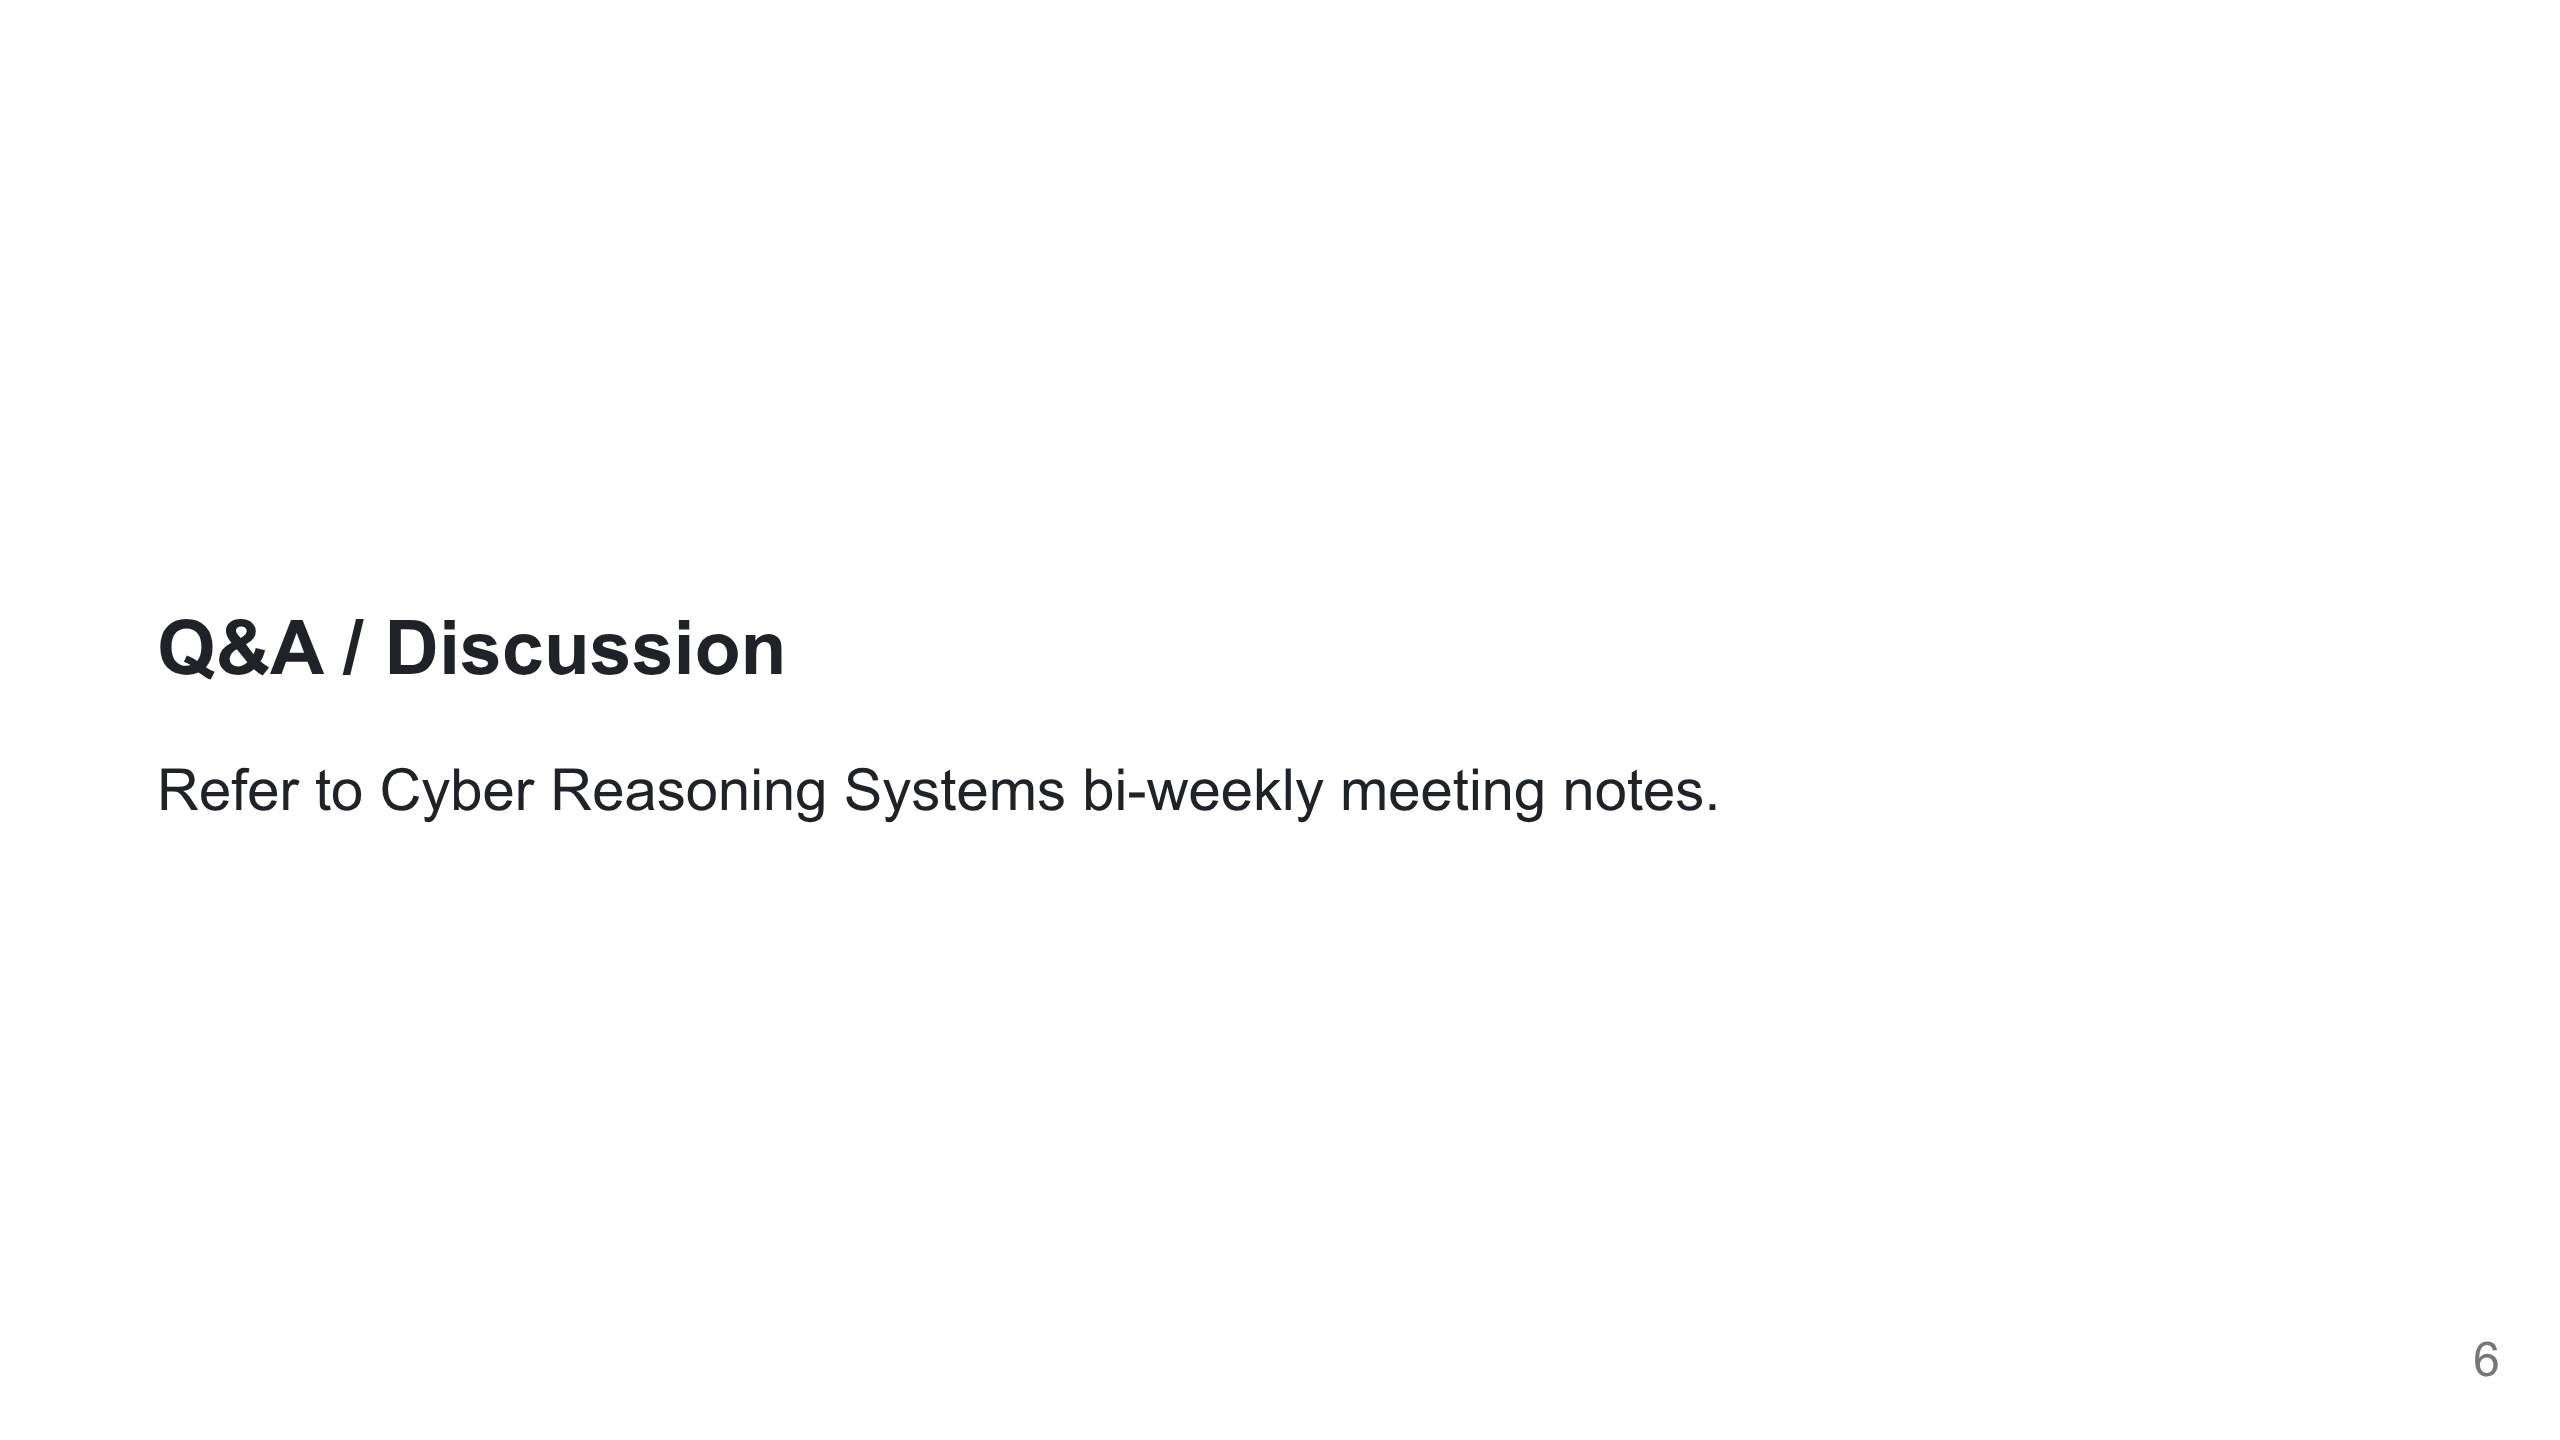 Q&A / Discussion
Refer to Cyber Reasoning Systems bi-weekly meeting notes.
6